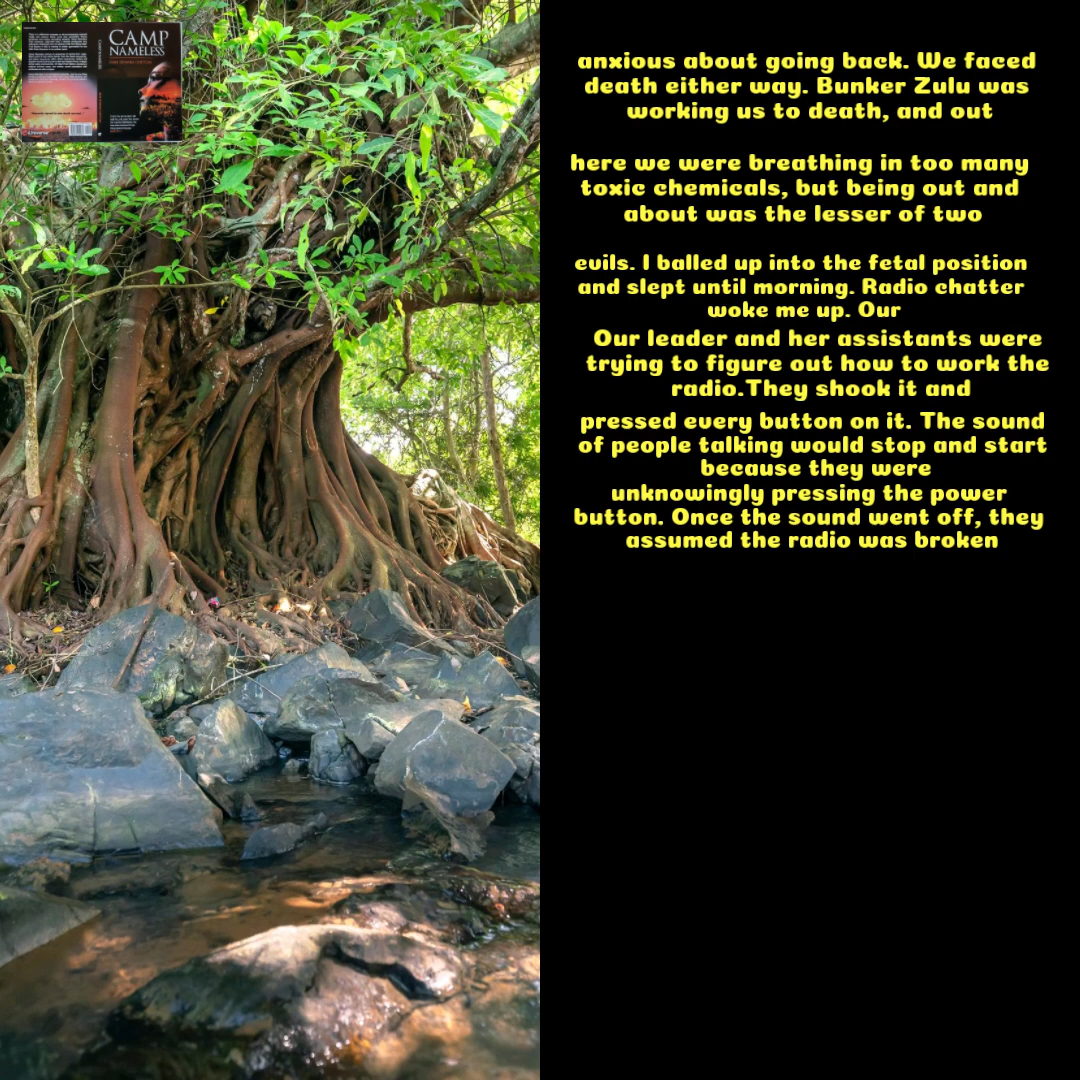 CAMP
NAMELESS
anxious about going back. We faced
death either way. Bunker Zulu was
working us to death, and out
here we were breathing in too many
toxic chemicals, but being out and
about was the lesser of two
evils. I balled up into the fetal position
and slept until morning. Radio chatter
woke me up. Our
Our leader and her assistants were
trying to figure out how to work the
radio.They shook it and
pressed every button on it. The sound
of people talking would stop and start
because they were
unknowingly pressing the power
button. Once the sound went off, they
assumed the radio was broken